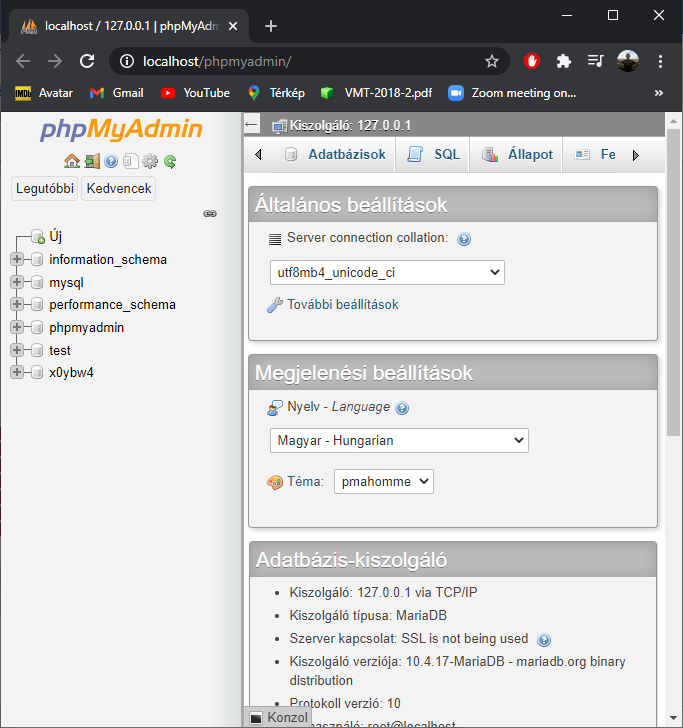 localhost / 127.0.0.1 | phpMyAdm
localhost/phpmyadmin/
IMDb Avatar Gmail YouTube Térkép VMT-2018-2.pdf Zoom meeting on... »
phpMyAdmin
Legutóbbi Kedvencek
Új
information_schema
mysql
performance_schema
phpmyadmin
test
x0ybw4
Kiszolgáló: 127.0.0.1
Adatbázisok SQL Állapot Fe
Általános beállítások
Server connection collation:
utf8mb4_unicode_ci
További beállítások
Megjelenési beállítások
Nyelv - Language
Magyar - Hungarian
Téma: pmahomme
Adatbázis-kiszolgáló
• Kiszolgáló: 127.0.0.1 via TCP/IP
• Kiszolgáló típusa: MariaDB
• Szerver kapcsolat: SSL is not being used
• Kiszolgáló verziója: 10.4.17-MariaDB - mariadb.org binary
distribution
• Protokoll verzió: 10
Konzol
root@localhost